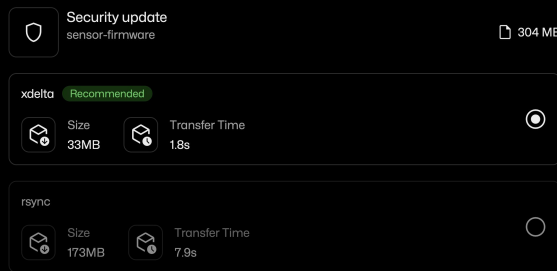 Security update
sensor-firmware
304 MB
xdelta Recommended
Size Transfer Time
33MB 1.8s
rsync
Size Transfer Time
173MB 7.9s